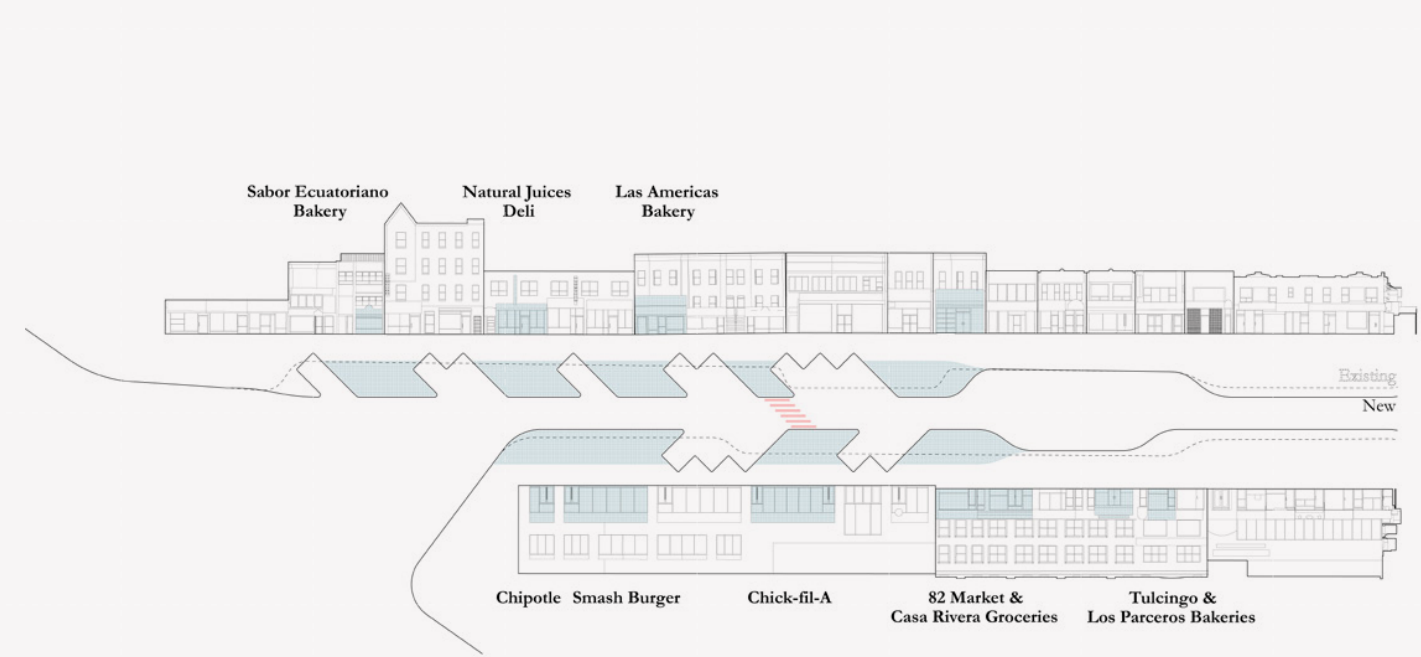 Sabor Ecuatoriano
Bakery
Natural Juices
Deli
Las Americas
Bakery
Existing
New
Chipotle
Smash Burger
Chick-fil-A
82 Market &
Casa Rivera Groceries
Tulcingo &
Los Parceros Bakeries